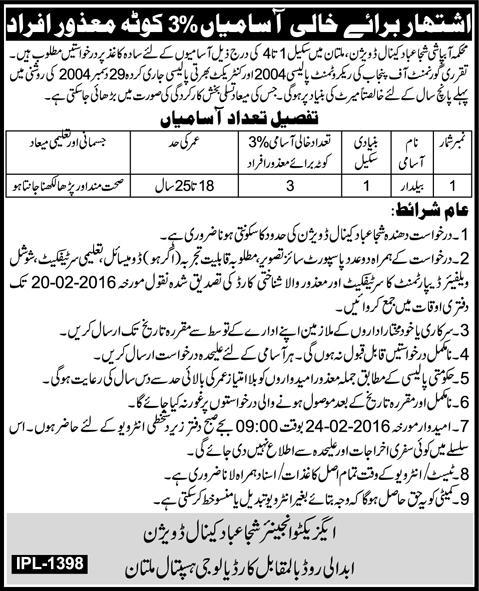 اشتہار برائے خالی آسامیاں 3% کوٹہ معذور افراد
محکمہ آبپاشی شجاعباد کینال ڈویژن، ملتان میں سکیل 1 تا 4 کی درج ذیل آسامیوں کے لئے سادہ کاغذ پر درخواستیں مطلوب ہیں۔
تقرری گورنمنٹ آف پنجاب کی ریکروٹمنٹ پالیسی 2004 اور کنٹریکٹ بھرتی پالیسی جاری کردہ 29 دسمبر 2004 کی روشنی میں
پہلے پانچ سال کے لئے خالصتاً میرٹ کی بنیاد پر ہوگی۔ جس کی میعاد تسلی بخش کارکردگی کی صورت میں بڑھائی جاسکتی ہے۔
تفصیل تعداد آسامیاں
نمبر شمار | نام آسامی | بنیادی سکیل | تعداد خالی آسامی 3% کوٹہ برائے معذور افراد | عمر کی حد | جسمانی اور تعلیمی میعاد
1 | بیلدار | 1 | 3 | 18 تا 25 سال | صحت مند اور پڑھا لکھنا جانتا ہو
عام شرائط:
1۔ درخواست دھندہ شجاعباد کینال ڈویژن کی حدود کا سکونتی ہونا ضروری ہے۔
2۔ درخواست کے ہمراہ دو عدد پاسپورٹ سائز تصویر، مطلوبہ قابلیت تجربہ (اگر ہو) ڈومیسائل، تعلیمی سرٹیفکیٹ، شوشل
ویلفیئر ڈیپارٹمنٹ کا سرٹیفکیٹ اور معذور والا شناختی کارڈ کی تصدیق شدہ نقول مورخہ 20-02-2016 تک
دفتری اوقات میں جمع کروائیں۔
3۔ سرکاری یا خود مختار اداروں کے ملازمین اپنے ادارے کے توسط سے مقررہ تاریخ تک ارسال کریں۔
4۔ نامکمل درخواستیں قابل قبول نہ ہوں گی۔ ہر آسامی کے لئے علیحدہ درخواست ارسال کریں۔
5۔ حکومتی پالیسی کے مطابق جملہ معذور امیدواروں کو بلا امتیاز عمر کی بالائی حد سے دس سال کی رعایت ہوگی۔
6۔ نامکمل اور مقررہ تاریخ کے بعد موصول ہونے والی درخواستوں پر غور نہ کیا جائے گا۔
7۔ امیدوار مورخہ 24-02-2016 بوقت 09:00 بجے صبح دفتر زیر دستخطی انٹرویو کے لئے حاضر ہوں۔ اس
سلسلے میں کوئی سفری اخراجات اور علیحدہ سے اطلاع نہیں دی جائے گی۔
8۔ ٹیسٹ/ انٹرویو کے وقت تمام اصل کاغذات/ اسناد ہمراہ لانا ضروری ہے۔
9۔ کمیٹی کو یہ حق حاصل ہوگا کہ وجہ بتائے بغیر انٹرویو تبدیل یا منسوخ کر سکتی ہے۔
ایگزیکٹو انجینئر شجاعباد کینال ڈویژن
ابدالی روڈ بالمقابل کارڈیالوجی ہسپتال ملتان
IPL-1398